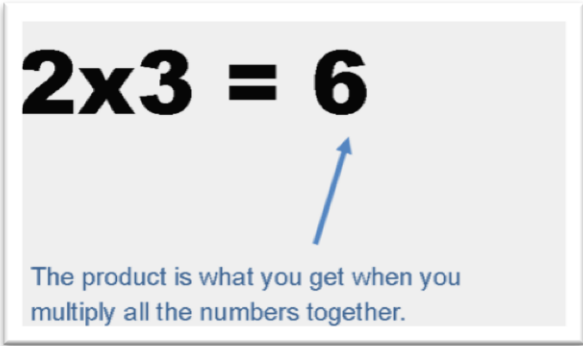 2x3 = 6
The product is what you get when you
multiply all the numbers together.